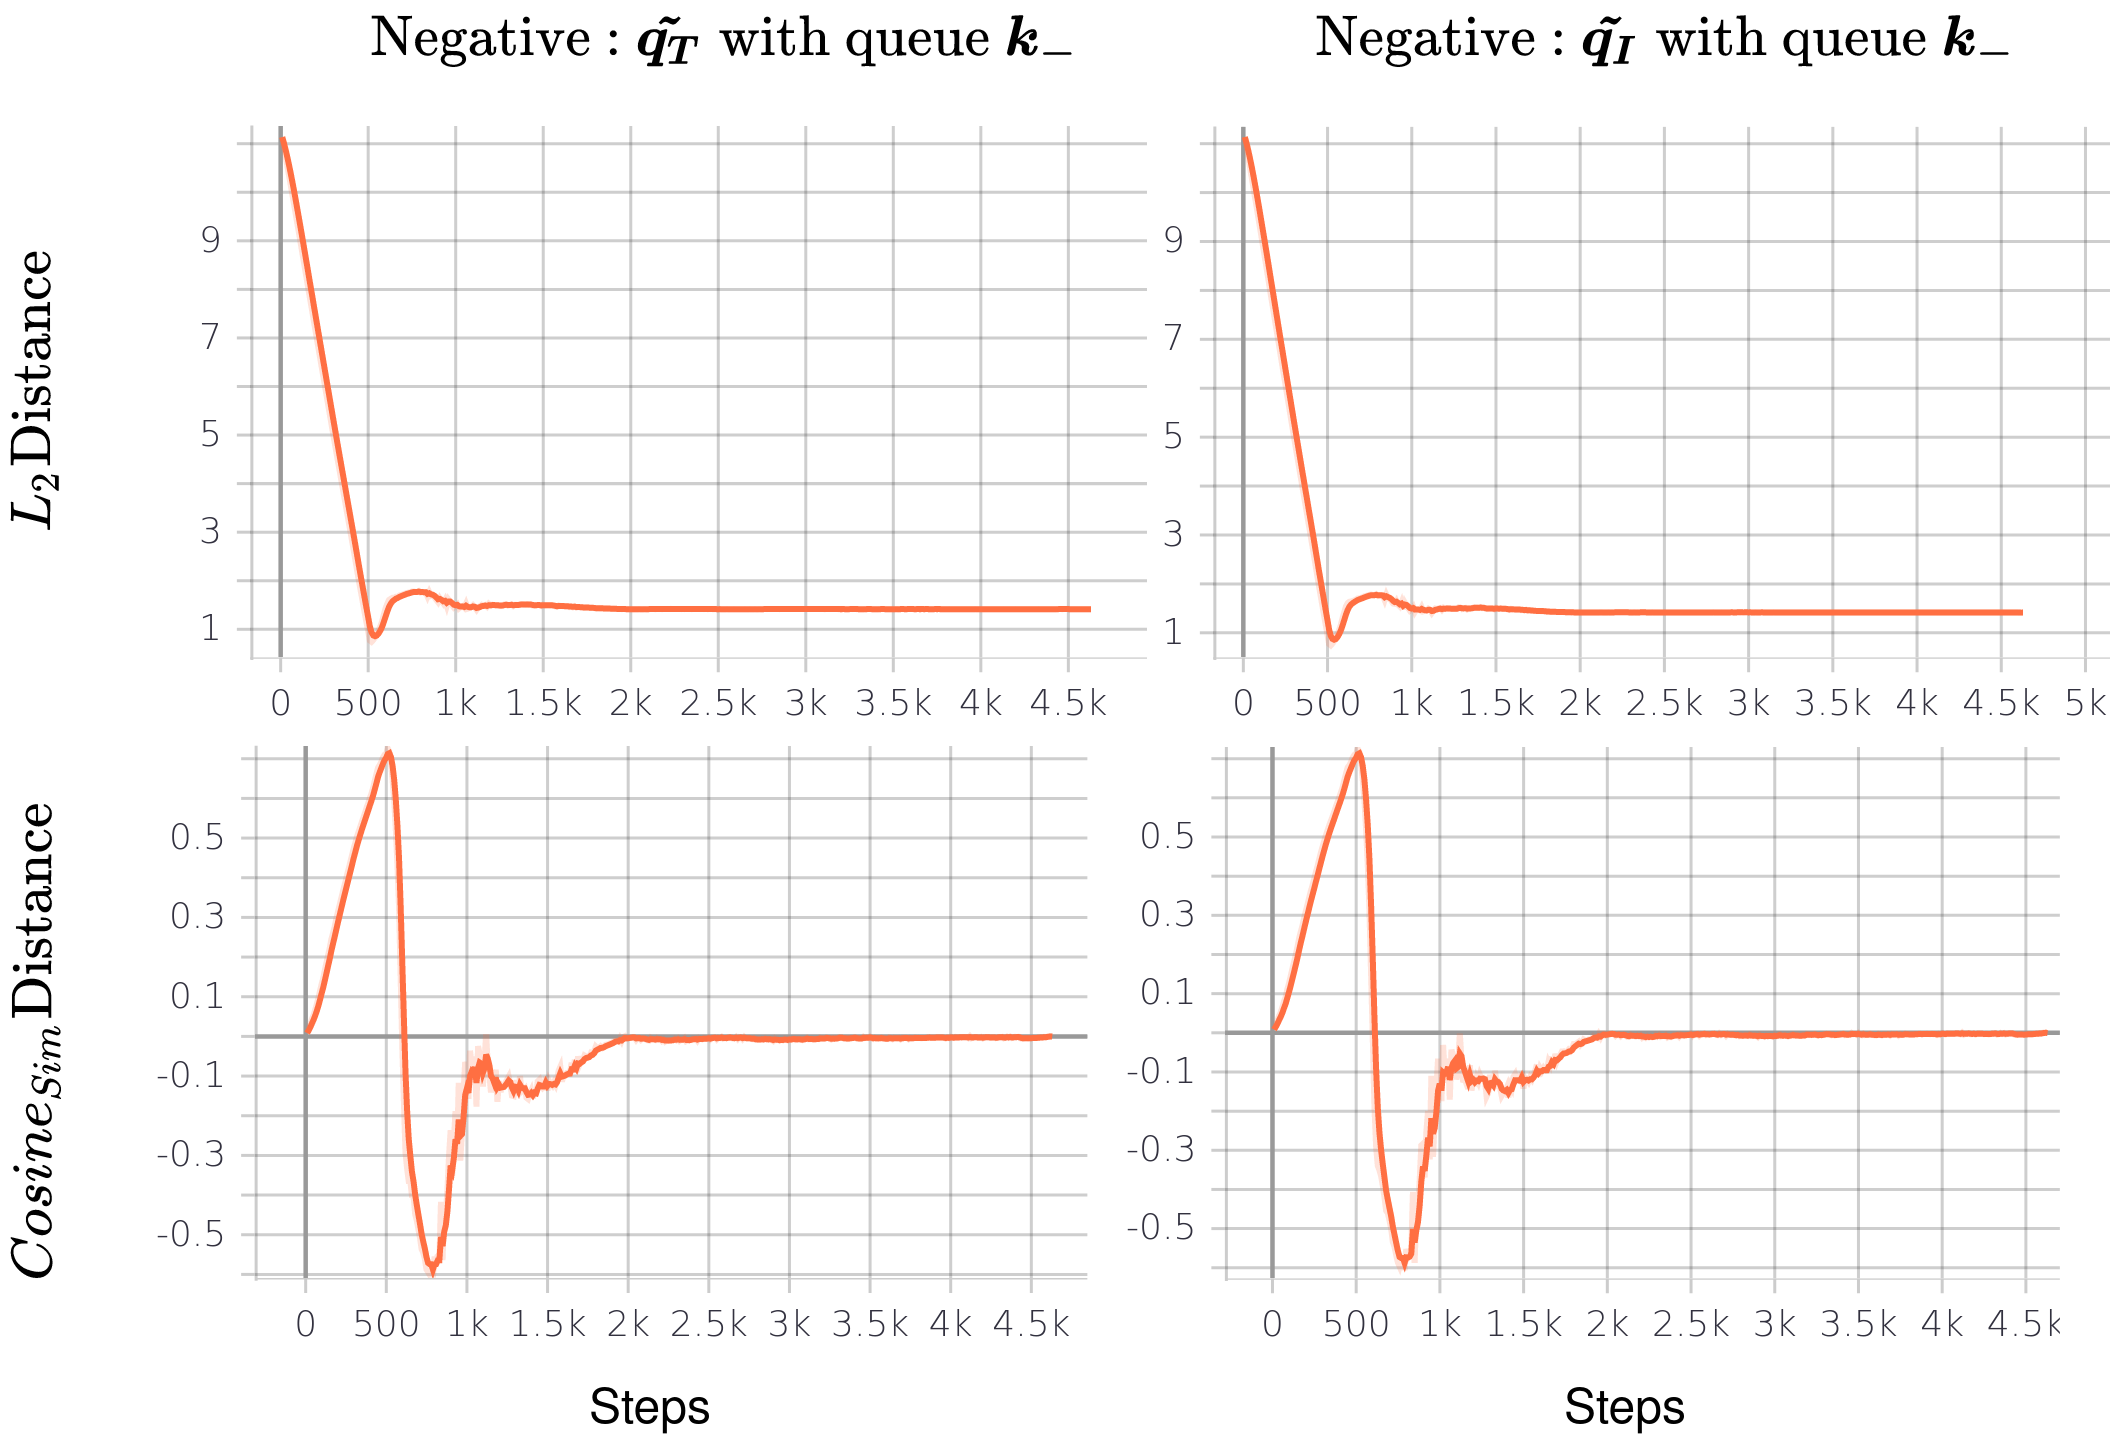 Negative : q̃_T with queue k_−
Negative : q̃_I with queue k_−
L₂Distance
9
7
5
3
1
0 500 1k 1.5k 2k 2.5k 3k 3.5k 4k 4.5k
9
7
5
3
1
0 500 1k 1.5k 2k 2.5k 3k 3.5k 4k 4.5k 5k
Cosine_{Sim}Distance
0.5
0.3
0.1
-0.1
-0.3
-0.5
0 500 1k 1.5k 2k 2.5k 3k 3.5k 4k 4.5k
0.5
0.3
0.1
-0.1
-0.3
-0.5
0 500 1k 1.5k 2k 2.5k 3k 3.5k 4k 4.5k
Steps
Steps